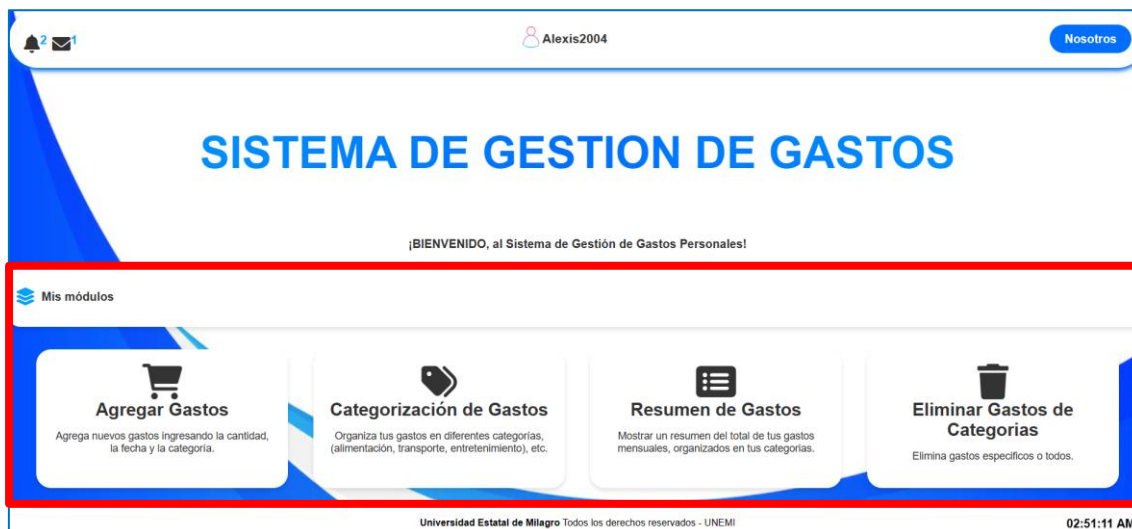 2 1
Alexis2004
Nosotros
SISTEMA DE GESTION DE GASTOS
¡BIENVENIDO, al Sistema de Gestión de Gastos Personales!
Mis módulos
Agregar Gastos
Agrega nuevos gastos ingresando la cantidad,
la fecha y la categoría.
Categorización de Gastos
Organiza tus gastos en diferentes categorías,
(alimentación, transporte, entretenimiento), etc.
Resumen de Gastos
Mostrar un resumen del total de tus gastos
mensuales, organizados en tus categorias.
Eliminar Gastos de
Categorias
Elimina gastos especificos o todos.
Universidad Estatal de Milagro Todos los derechos reservados - UNEMI
02:51:11 AM